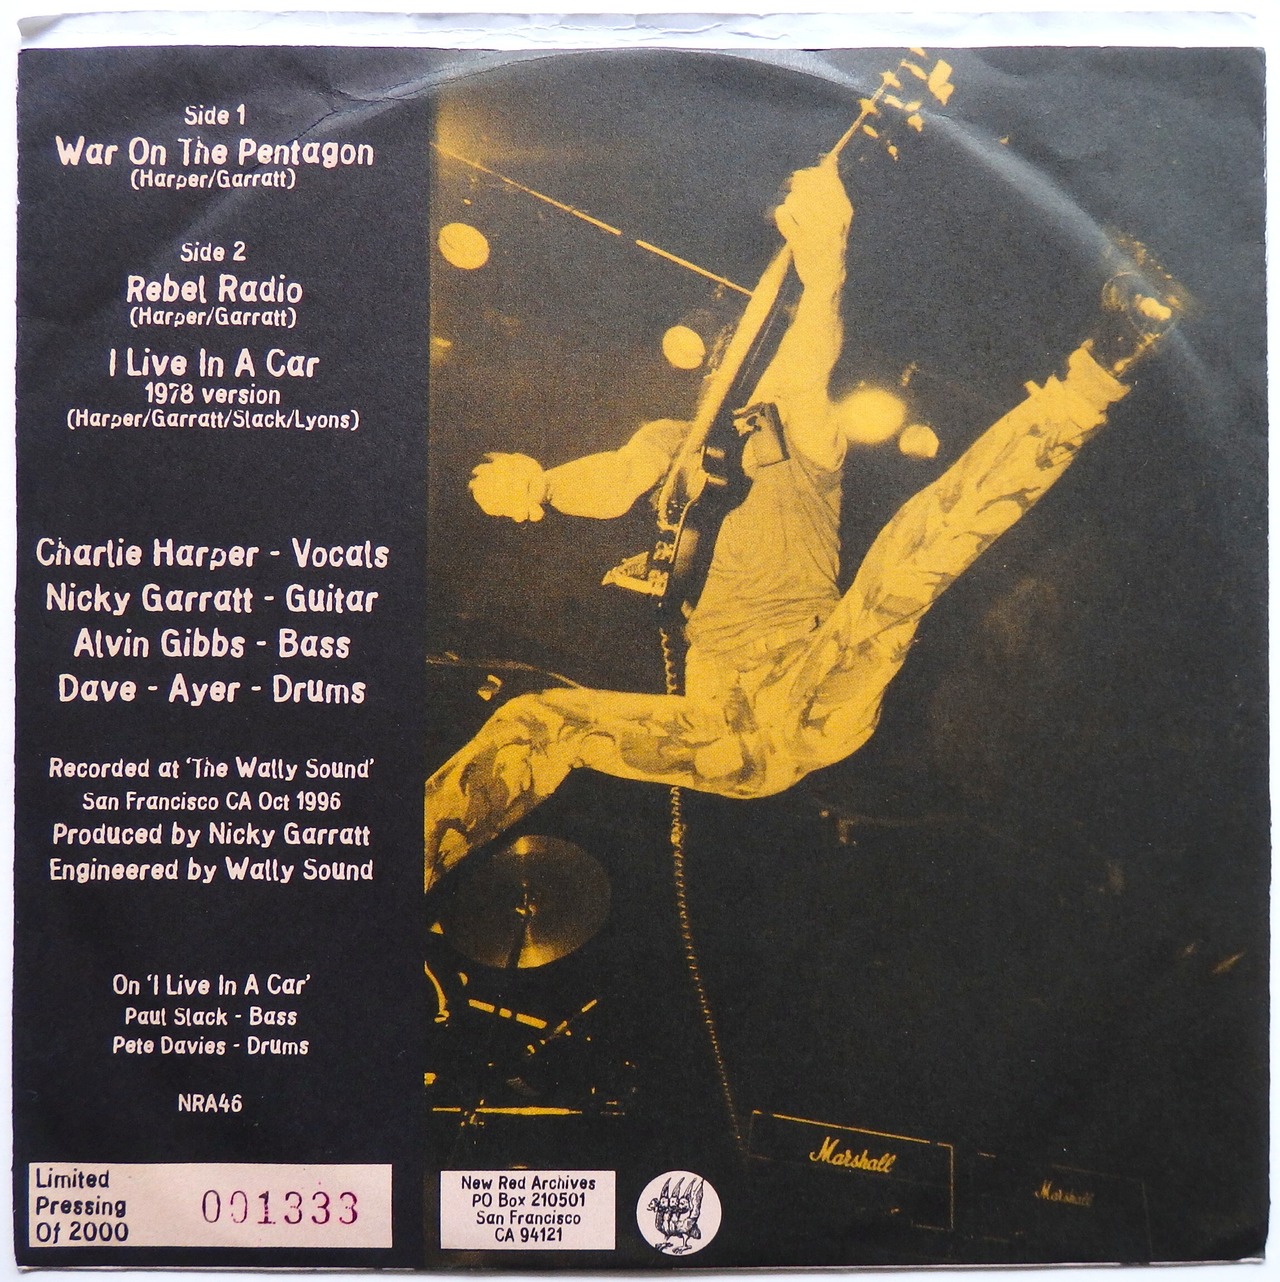 Side 1
War On The Pentagon
(Harper/Garratt)
Side 2
Rebel Radio
(Harper/Garratt)
I Live In A Car
1978 version
(Harper/Garratt/Slack/Lyons)
Charlie Harper - Vocals
Nicky Garratt - Guitar
Alvin Gibbs - Bass
Dave - Ayer - Drums
Recorded at ‘The Wally Sound’
San Francisco CA Oct 1996
Produced by Nicky Garratt
Engineered by Wally Sound
On ‘I Live In A Car’
Paul Slack - Bass
Pete Davies - Drums
NRA46
Limited
Pressing
Of 2000
001333
New Red Archives
PO Box 210501
San Francisco
CA 94121
Marshall
Marshall